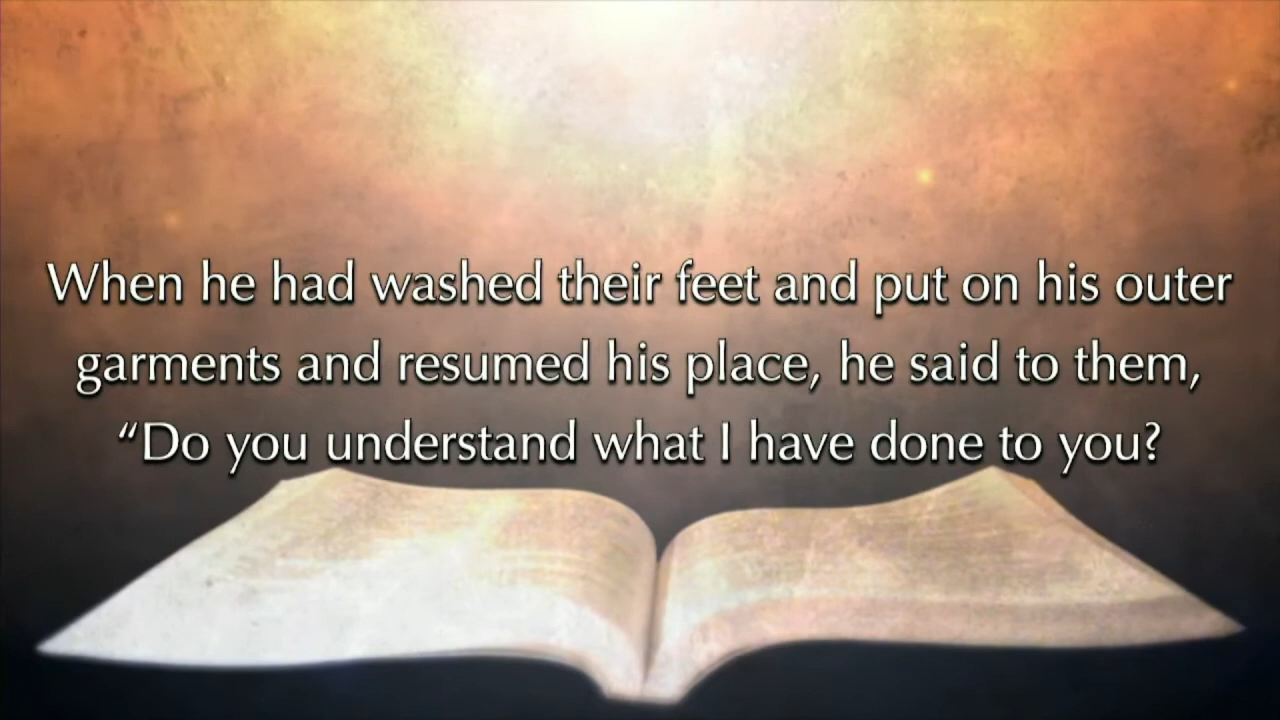 When he had washed their feet and put on his outer
garments and resumed his place, he said to them,
“Do you understand what I have done to you?